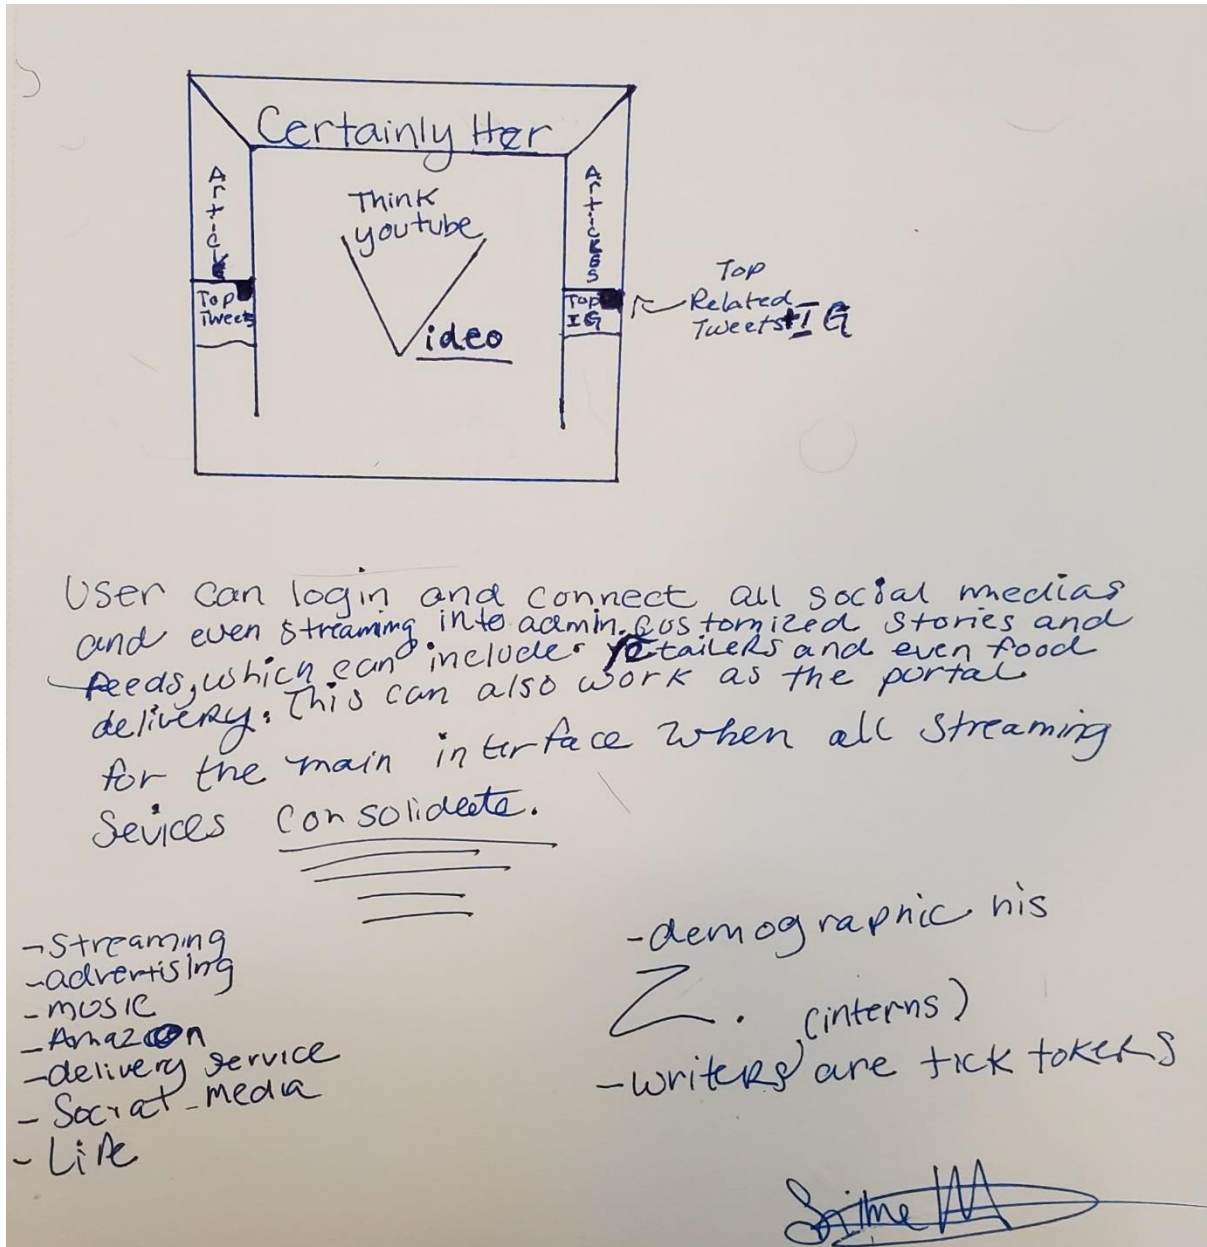 Certainly Her
Articles
Think
youtube
Video
Articles
Top
Tweets
Top
IG
Top
Related
Tweets + IG
User can login and connect all social medias
and even streaming into admin. customized stories and
feeds, which can include retailers and even food
delivery. This can also work as the portal
for the main interface when all streaming
Sevices consolidate.
- streaming
- advertising
- music
- Amazon
- delivery service
- Social media
- Life
- demographic his
Z.
(interns)
- writers are tick tokers